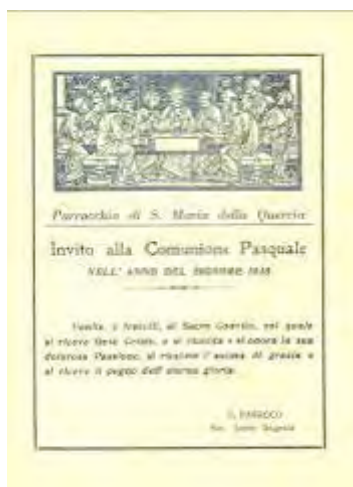 Parrocchia di S. Maria della Quercia
Invito alla Comunione Pasquale
NELL' ANNO DEL SIGNORE
Venite, o fratelli, al Sacro Convito, nel quale
si riceve Gesù Cristo, e si ricorda e si onora la sua
dolorosa Passione, si riempie l'anima di grazia e
si riceve il pegno dell'eterna gloria.
IL PARROCO
Sac.